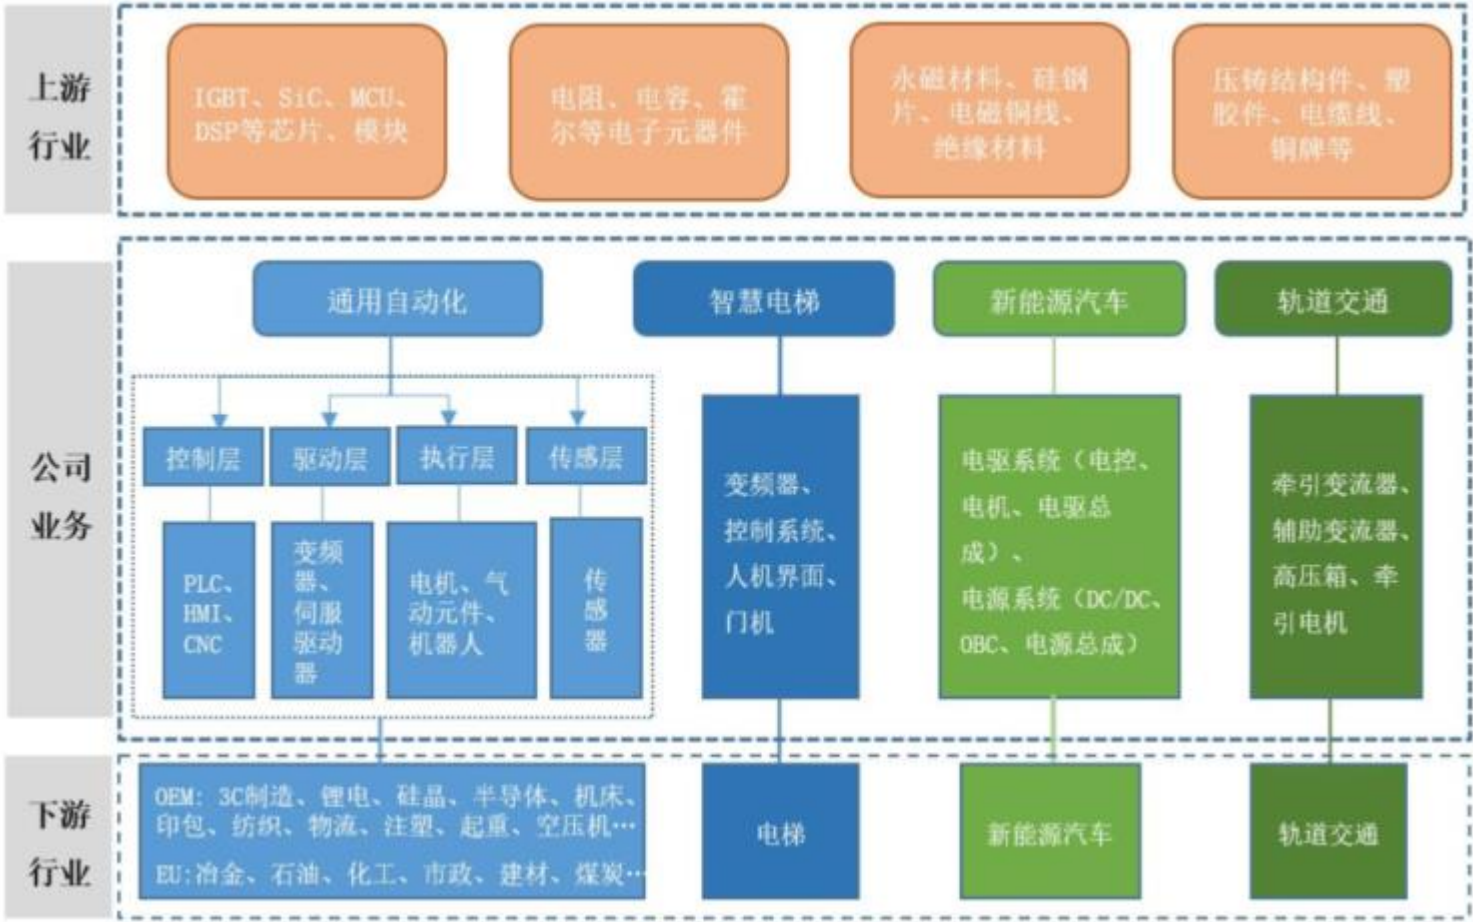 上游
行业
IGBT、SiC、MCU、
DSP等芯片、模块
电阻、电容、霍
尔等电子元器件
永磁材料、硅钢
片、电磁铜线、
绝缘材料
压铸结构件、塑
胶件、电缆线、
铜牌等
公司
业务
通用自动化
智慧电梯
新能源汽车
轨道交通
控制层
驱动层
执行层
传感层
PLC、
HMI、
CNC
变频
器、
伺服
驱动
器
电机、气
动元件、
机器人
传
感
器
变频器、
控制系统、
人机界面、
门机
电驱系统（电控、
电机、电驱总
成）、
电源系统（DC/DC、
OBC、电源总成）
牵引变流器、
辅助变流器、
高压箱、牵
引电机
下游
行业
OEM: 3C制造、锂电、硅晶、半导体、机床、
印包、纺织、物流、注塑、起重、空压机…
EU:冶金、石油、化工、市政、建材、煤炭…
电梯
新能源汽车
轨道交通